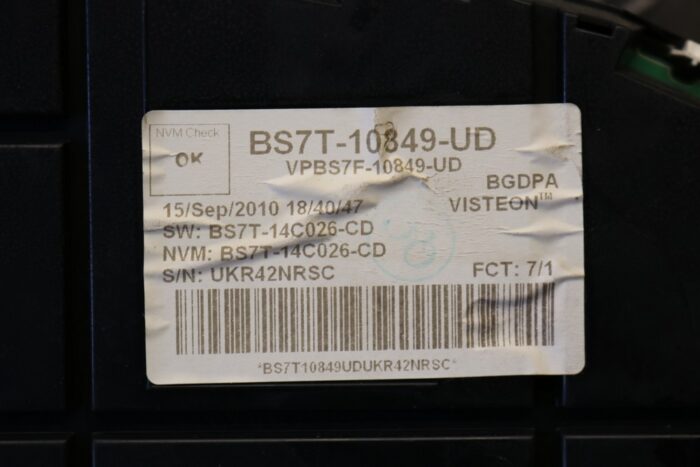 NVM Check
OK
BS7T-10849-UD
VPBS7F-10849-UD
BGDPA
15/Sep/2010 18/40/47
VISTEON™
SW: BS7T-14C026-CD
NVM: BS7T-14C026-CD
S/N: UKR42NRSC
FCT: 7/1
*BS7T10849UDUKR42NRSC*